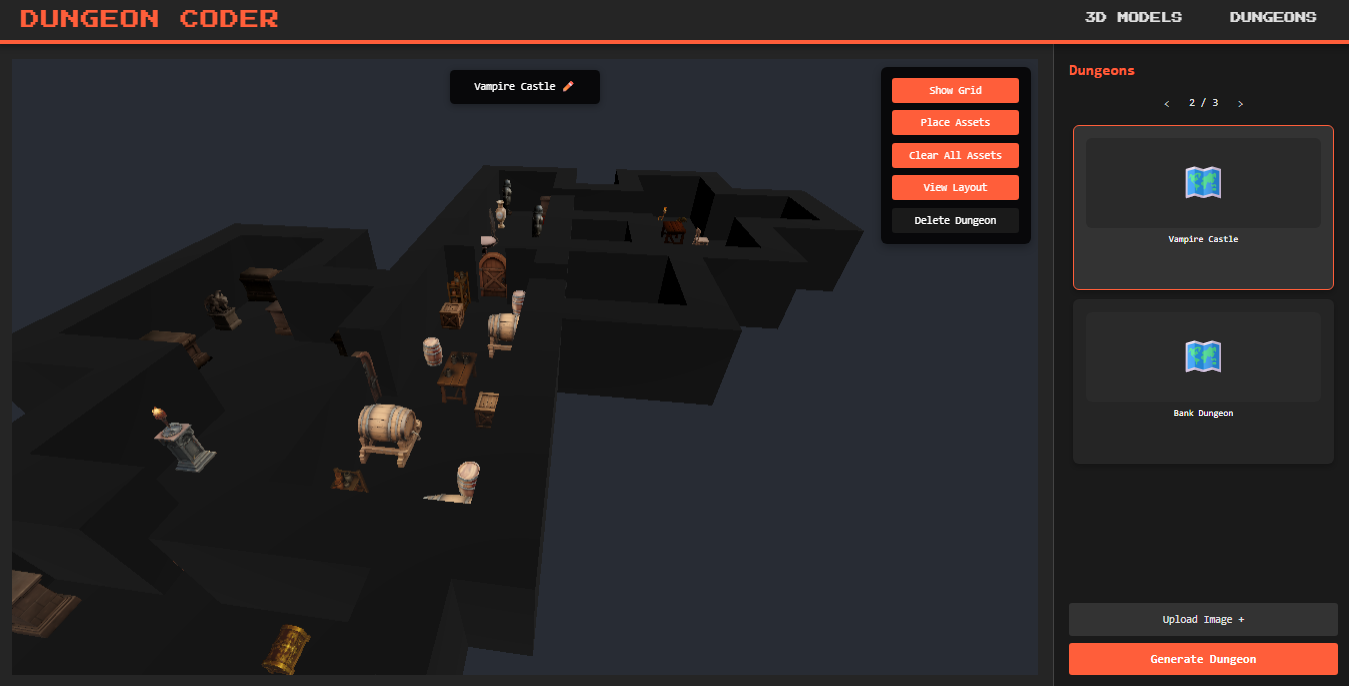 DUNGEON CODER
3D MODELS
DUNGEONS
Vampire Castle
Show Grid
Place Assets
Clear All Assets
View Layout
Delete Dungeon
Dungeons
< 2 / 3 >
Vampire Castle
Bank Dungeon
Upload Image +
Generate Dungeon